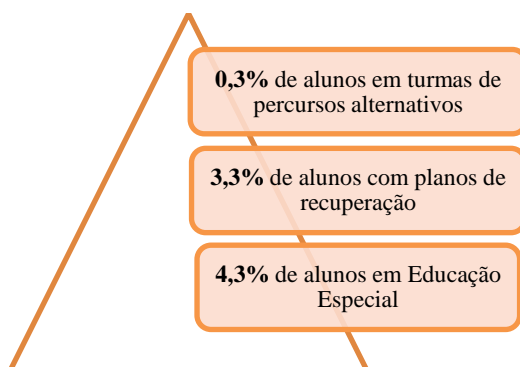 0,3% de alunos em turmas de
percursos alternativos
3,3% de alunos com planos de
recuperação
4,3% de alunos em Educação
Especial